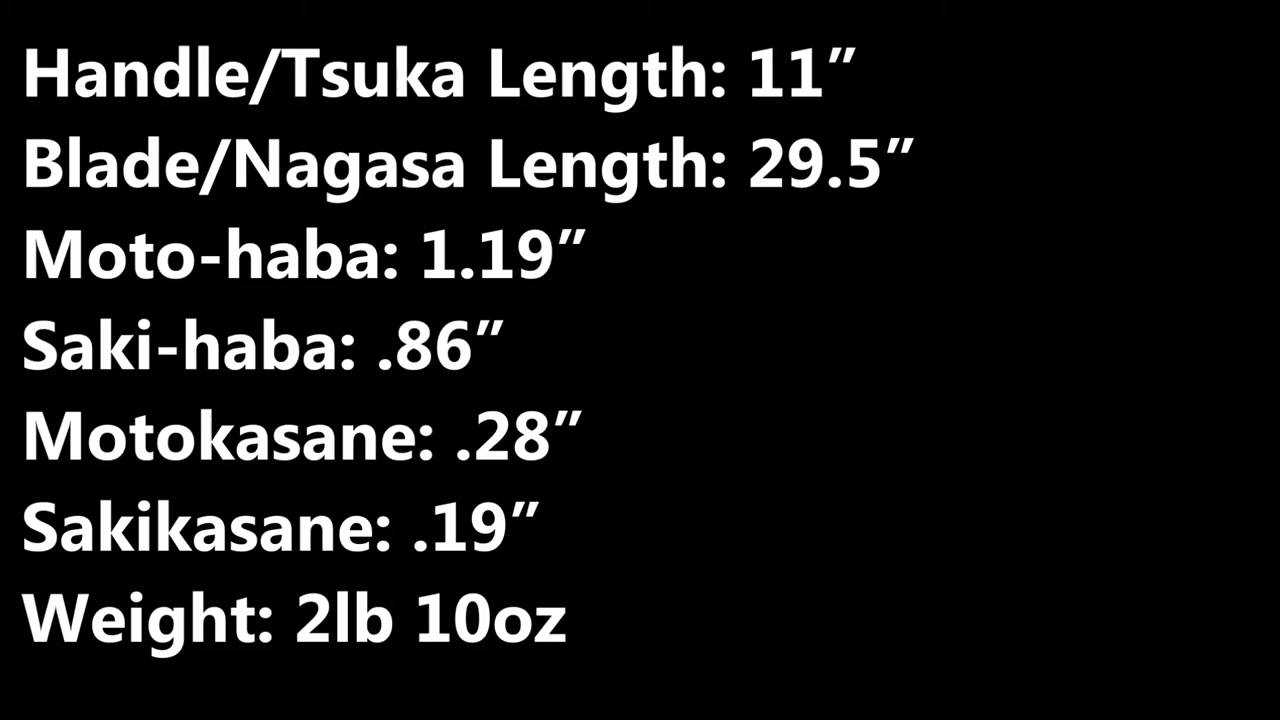 Handle/Tsuka Length: 11”
Blade/Nagasa Length: 29.5”
Moto-haba: 1.19”
Saki-haba: .86”
Motokasane: .28”
Sakikasane: .19”
Weight: 2lb 10oz